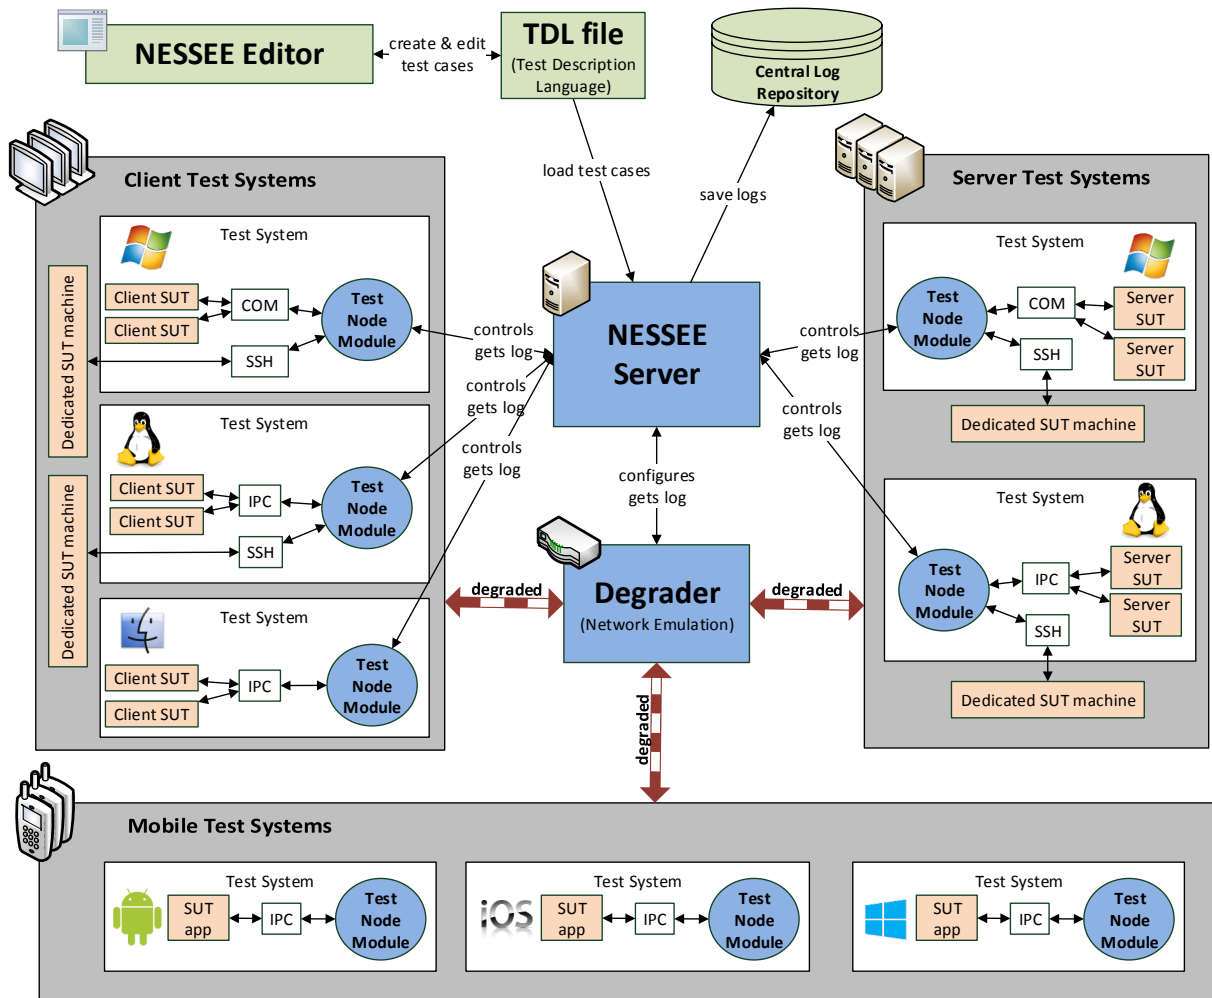 NESSEE Editor
create & edit
test cases
TDL file
(Test Description
Language)
Central Log
Repository
load test cases
save logs
Client Test Systems
Test System
Client SUT
Client SUT
COM
SSH
Test
Node
Module
Dedicated SUT machine
Test System
Client SUT
Client SUT
IPC
SSH
Test
Node
Module
Dedicated SUT machine
Test System
Client SUT
Client SUT
IPC
Test
Node
Module
controls
gets log
controls
gets log
controls
gets log
NESSEE
Server
controls
gets log
controls
gets log
configures
gets log
degraded
Degrader
(Network Emulation)
degraded
degraded
Server Test Systems
Test System
Test
Node
Module
COM
SSH
Server
SUT
Server
SUT
Dedicated SUT machine
Test System
Test
Node
Module
IPC
SSH
Server
SUT
Server
SUT
Dedicated SUT machine
Mobile Test Systems
Test System
SUT
app
IPC
Test
Node
Module
Test System
iOS
SUT
app
IPC
Test
Node
Module
Test System
SUT
app
IPC
Test
Node
Module